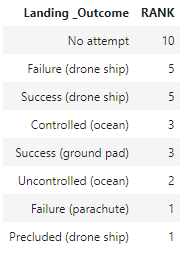 Landing _Outcome RANK
No attempt 10
Failure (drone ship) 5
Success (drone ship) 5
Controlled (ocean) 3
Success (ground pad) 3
Uncontrolled (ocean) 2
Failure (parachute) 1
Precluded (drone ship) 1